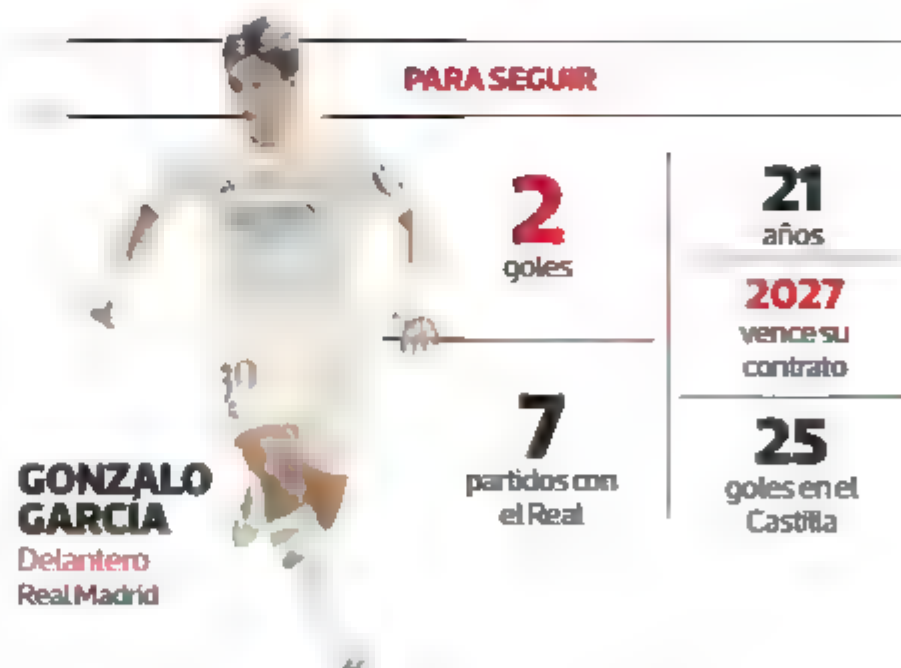 PARA SEGUIR
2
goles
7
partidos con
el Real
21
años
2027
vence su
contrato
25
goles en el
Castilla
GONZALO
GARCÍA
Delantero
Real Madrid
30